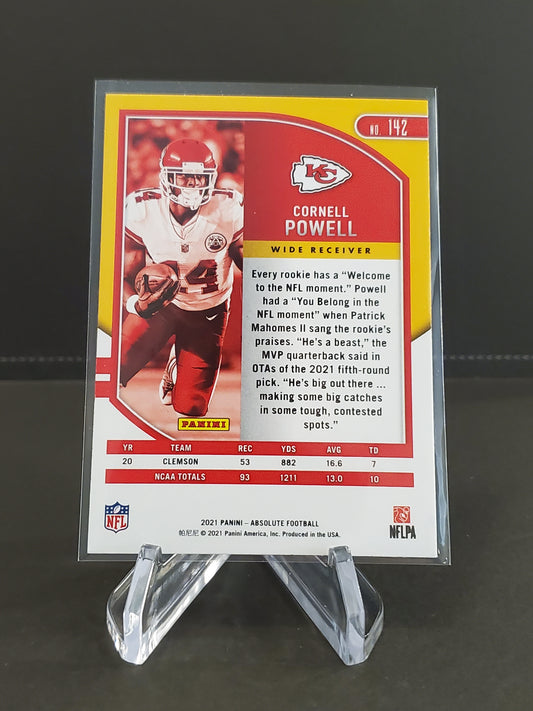 NO. 142
KC
CORNELL
POWELL
WIDE RECEIVER
14
Every rookie has a “Welcome
to the NFL moment.” Powell
had a “You Belong in the
NFL moment” when Patrick
Mahomes II sang the rookie’s
praises. “He’s a beast,” the
MVP quarterback said in
OTAs of the 2021 fifth-round
pick. “He’s big out there ...
making some big catches
in some tough, contested
spots.”
PANINI
YR TEAM REC YDS AVG TD
20 CLEMSON 53 882 16.6 7
NCAA TOTALS 93 1211 13.0 10
NFL
2021 PANINI – ABSOLUTE FOOTBALL
帕尼尼 © 2021 Panini America, Inc. Produced in the USA.
NFLPA